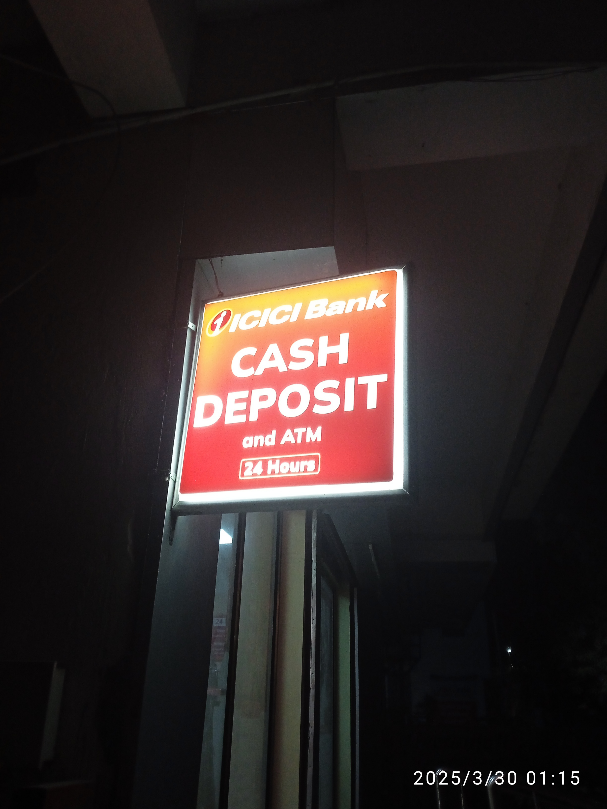 ICICI Bank
CASH
DEPOSIT
and ATM
24 Hours
2025/3/30 01:15